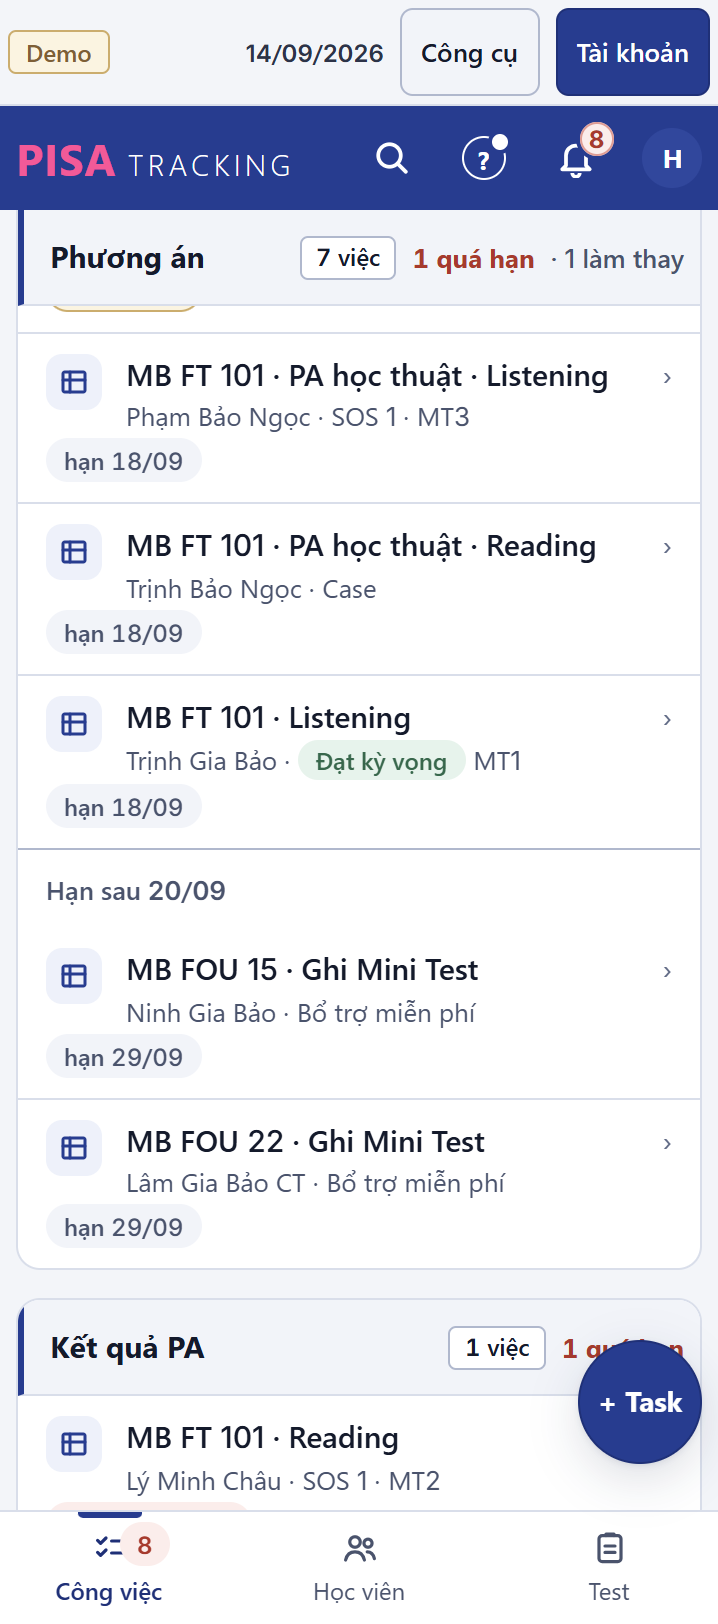 Demo
14/09/2026
Công cụ
Tài khoản
PISA TRACKING
?
8
H
Phương án
7 việc
1 quá hạn · 1 làm thay
MB FT 101 · PA học thuật · Listening
Phạm Bảo Ngọc · SOS 1 · MT3
hạn 18/09
MB FT 101 · PA học thuật · Reading
Trịnh Bảo Ngọc · Case
hạn 18/09
MB FT 101 · Listening
Trịnh Gia Bảo · Đạt kỳ vọng MT1
hạn 18/09
Hạn sau 20/09
MB FOU 15 · Ghi Mini Test
Ninh Gia Bảo · Bổ trợ miễn phí
hạn 29/09
MB FOU 22 · Ghi Mini Test
Lâm Gia Bảo CT · Bổ trợ miễn phí
hạn 29/09
Kết quả PA
1 việc
1
+ Task
MB FT 101 · Reading
Lý Minh Châu · SOS 1 · MT2
8
Công việc
Học viên
Test